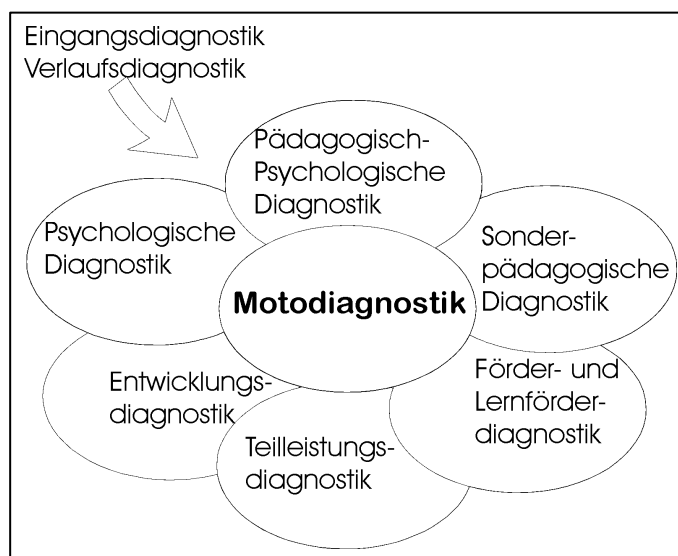 Eingangsdiagnostik
Verlaufsdiagnostik
Pädagogisch-
Psychologische
Diagnostik
Psychologische
Diagnostik
Sonder-
pädagogische
Diagnostik
Motodiagnostik
Entwicklungs-
diagnostik
Förder- und
Lernförder-
diagnostik
Teilleistungs-
diagnostik